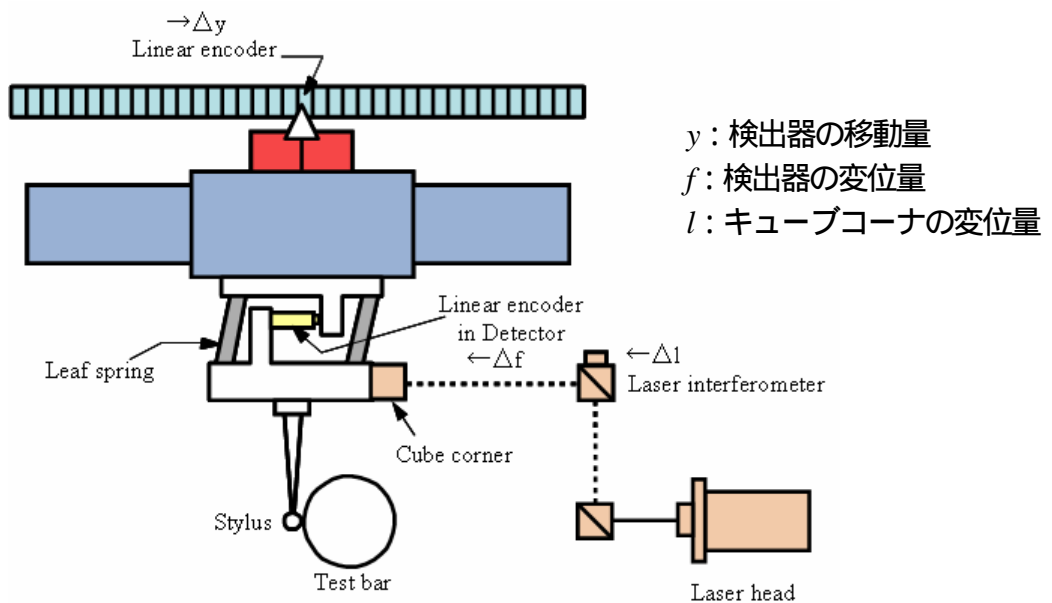 →△y
Linear encoder
y：検出器の移動量
f：検出器の変位量
l：キューブコーナの変位量
Linear encoder
in Detector
←△f
←△l
Leaf spring
Laser interferometer
Cube corner
Stylus
Test bar
Laser head